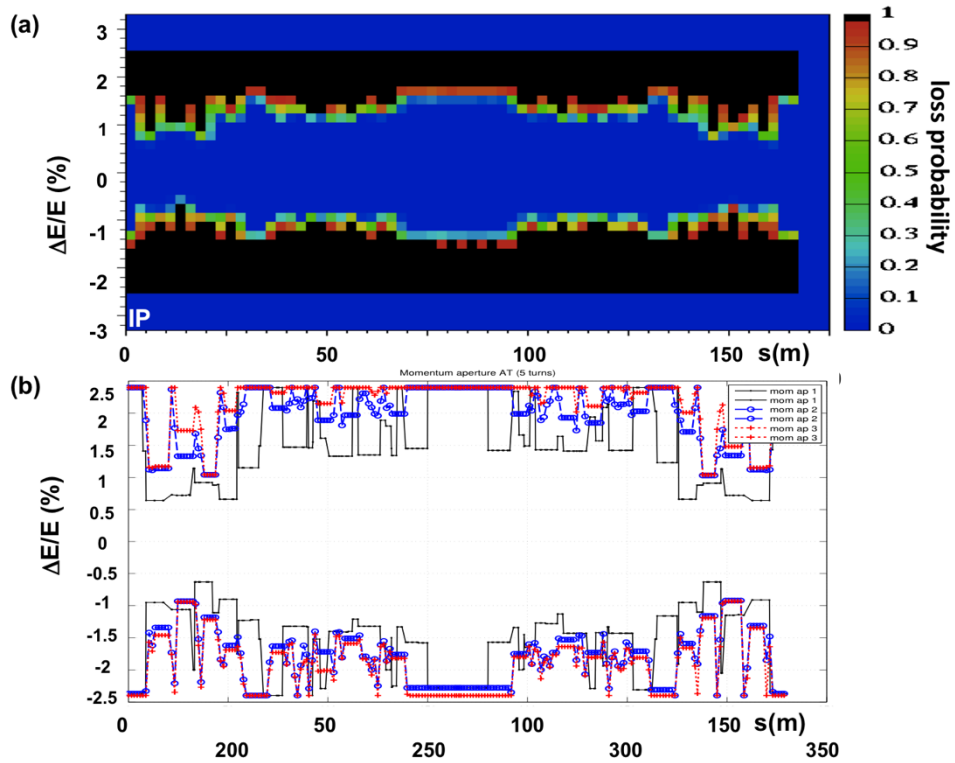 (a)
3
2
1
0
-1
-2
-3
ΔE/E (%)
IP
0
50
100
150
s(m)
1
0.9
0.8
0.7
0.6
0.5
0.4
0.3
0.2
0.1
0
loss probability
(b)
Momentum aperture AT (5 turns)
mom ap 1
mom ap 1
mom ap 2
mom ap 2
mom ap 3
mom ap 3
2.5
2
1.5
1
0.5
0
-0.5
-1
-1.5
-2
-2.5
ΔE/E (%)
0
50
100
150
s(m)
200
250
300
350